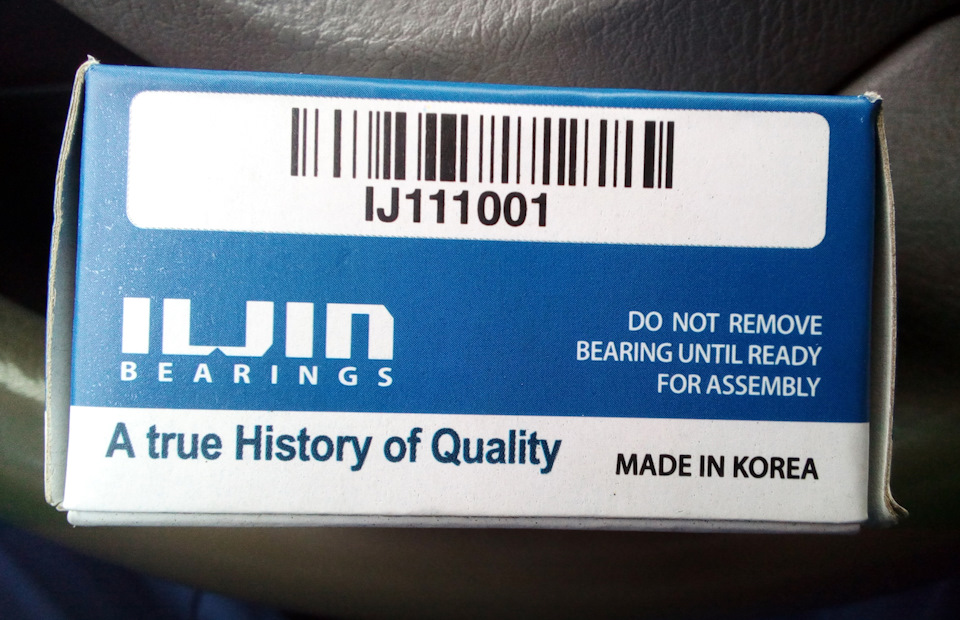 IJ111001
ILJIN
BEARINGS
DO NOT REMOVE
BEARING UNTIL READY
FOR ASSEMBLY
A true History of Quality
MADE IN KOREA